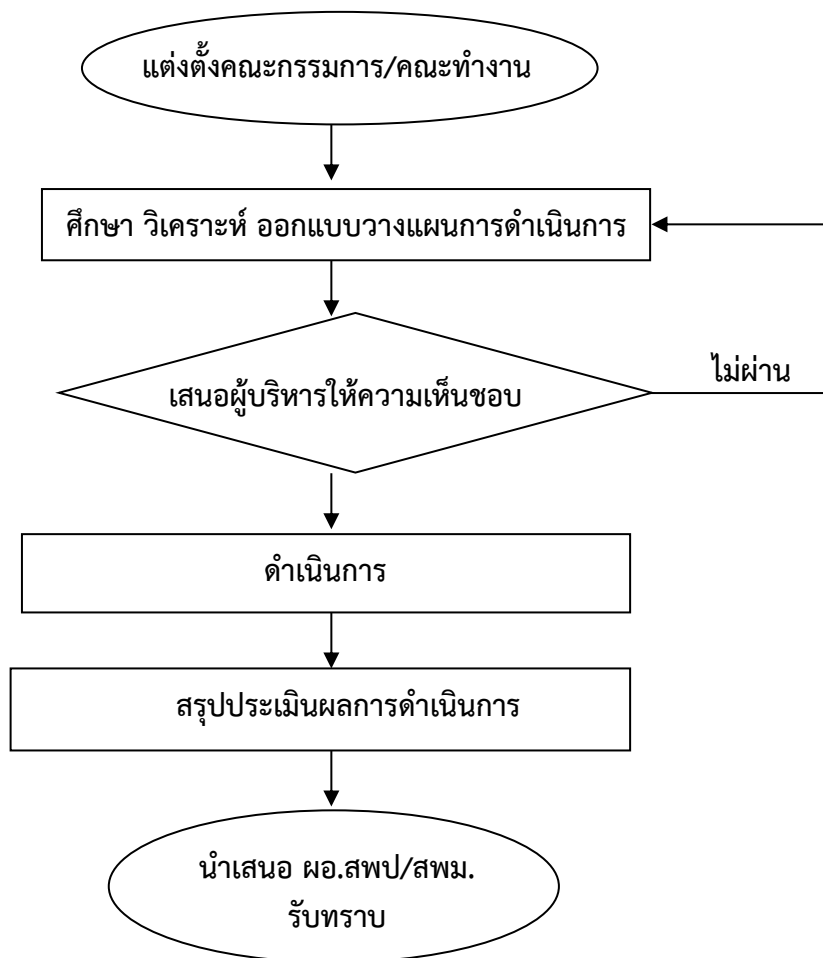 แต่งตั้งคณะกรรมการ/คณะทำงาน
ศึกษา วิเคราะห์ ออกแบบวางแผนการดำเนินการ
ไม่ผ่าน
เสนอผู้บริหารให้ความเห็นชอบ
ดำเนินการ
สรุปประเมินผลการดำเนินการ
นำเสนอ ผอ.สพป/สพม.
รับทราบ